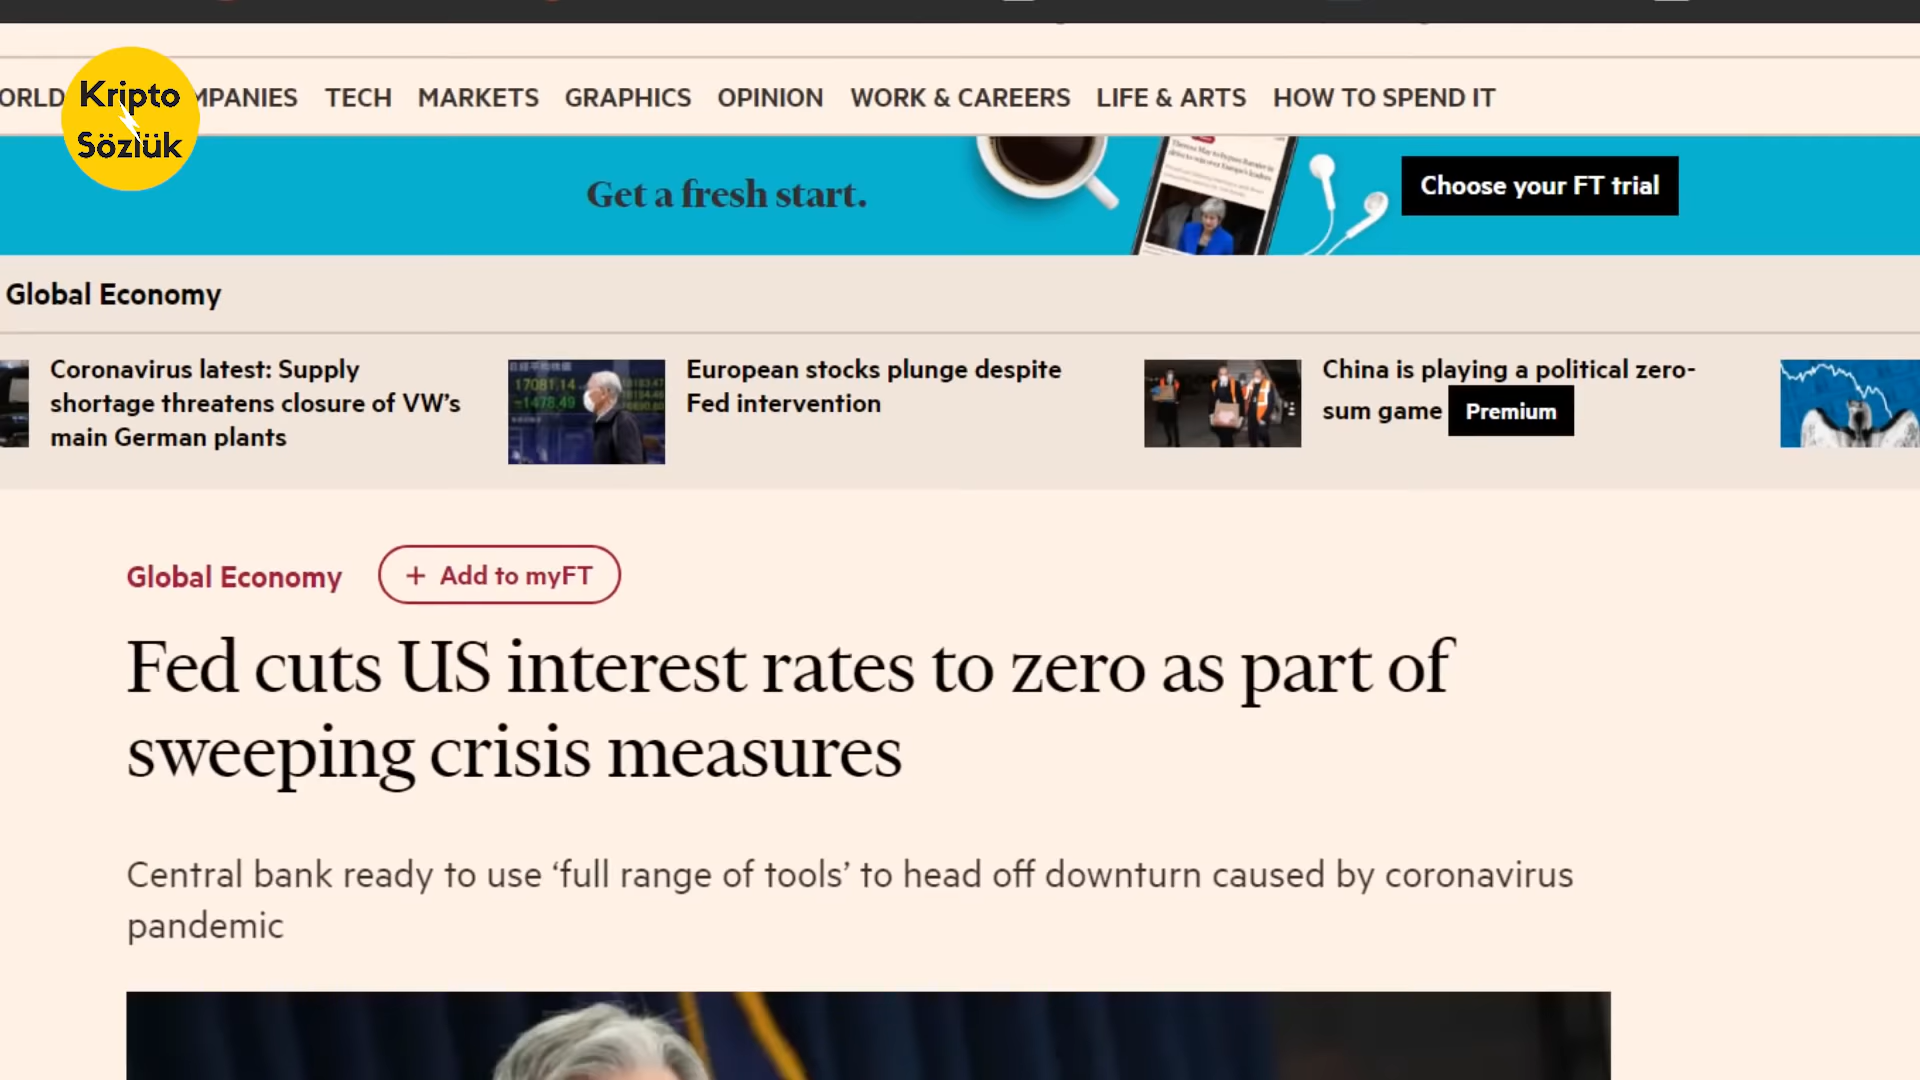 ORLD
Kripto
Sözlük
MPANIES TECH MARKETS GRAPHICS OPINION WORK & CAREERS LIFE & ARTS HOW TO SPEND IT
Get a fresh start.
Choose your FT trial
Global Economy
Coronavirus latest: Supply
shortage threatens closure of VW’s
main German plants
17081.14
-1478.49
European stocks plunge despite
Fed intervention
China is playing a political zero-
sum game Premium
Global Economy + Add to myFT
Fed cuts US interest rates to zero as part of
sweeping crisis measures
Central bank ready to use ‘full range of tools’ to head off downturn caused by coronavirus
pandemic